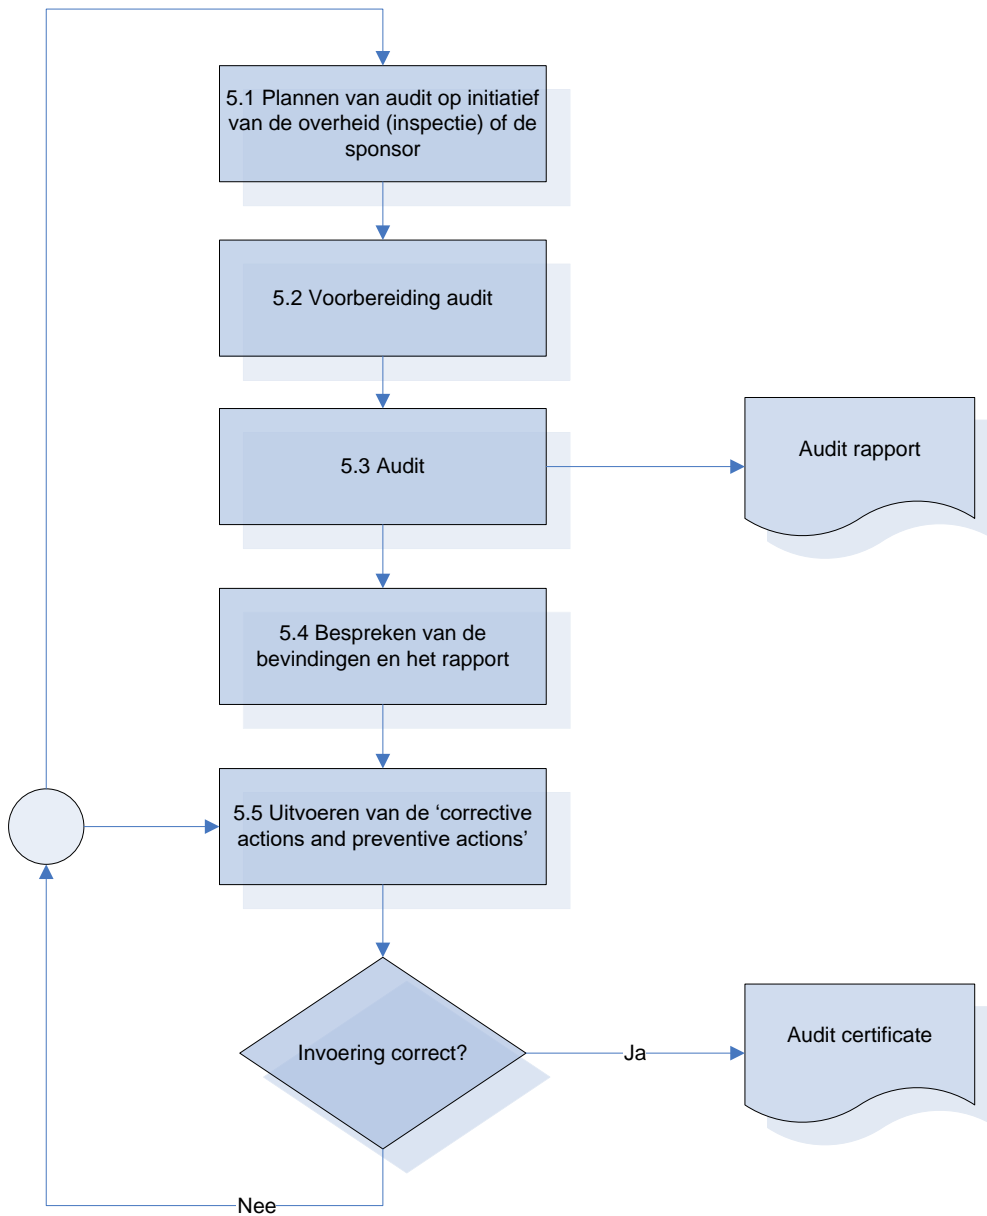 5.1 Plannen van audit op initiatief
van de overheid (inspectie) of de
sponsor
5.2 Voorbereiding audit
5.3 Audit
Audit rapport
5.4 Bespreken van de
bevindingen en het rapport
5.5 Uitvoeren van de ‘corrective
actions and preventive actions’
Invoering correct?
Ja
Audit certificate
Nee